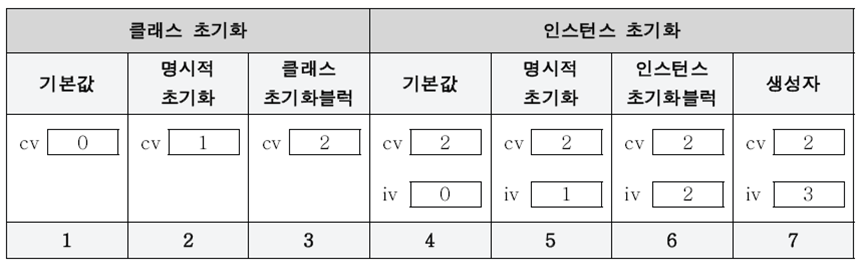 클래스 초기화 인스턴스 초기화
기본값 명시적 초기화 클래스 초기화블럭 기본값 명시적 초기화 인스턴스 초기화블럭 생성자
cv 0 cv 1 cv 2 cv 2 cv 2 cv 2 cv 2
iv 0 iv 1 iv 2 iv 3
1 2 3 4 5 6 7